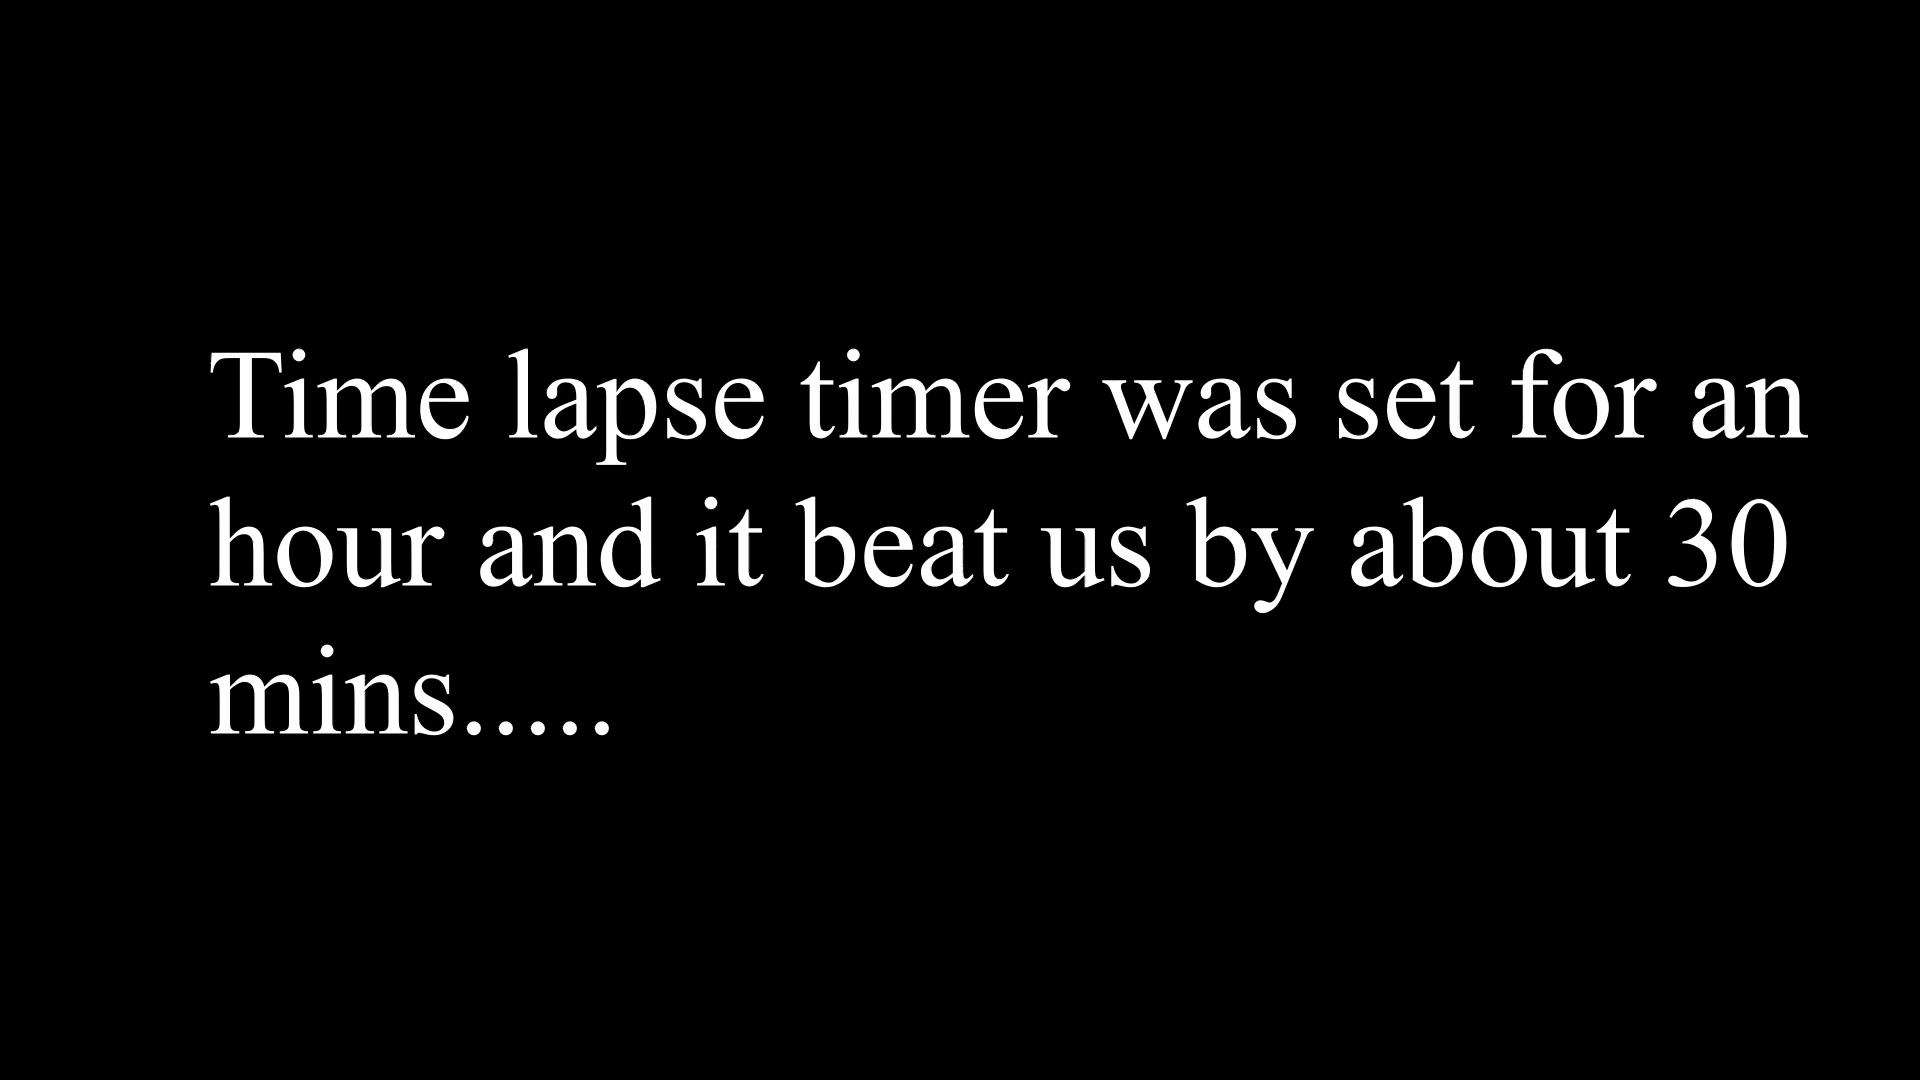 Time lapse timer was set for an
hour and it beat us by about 30
mins.....